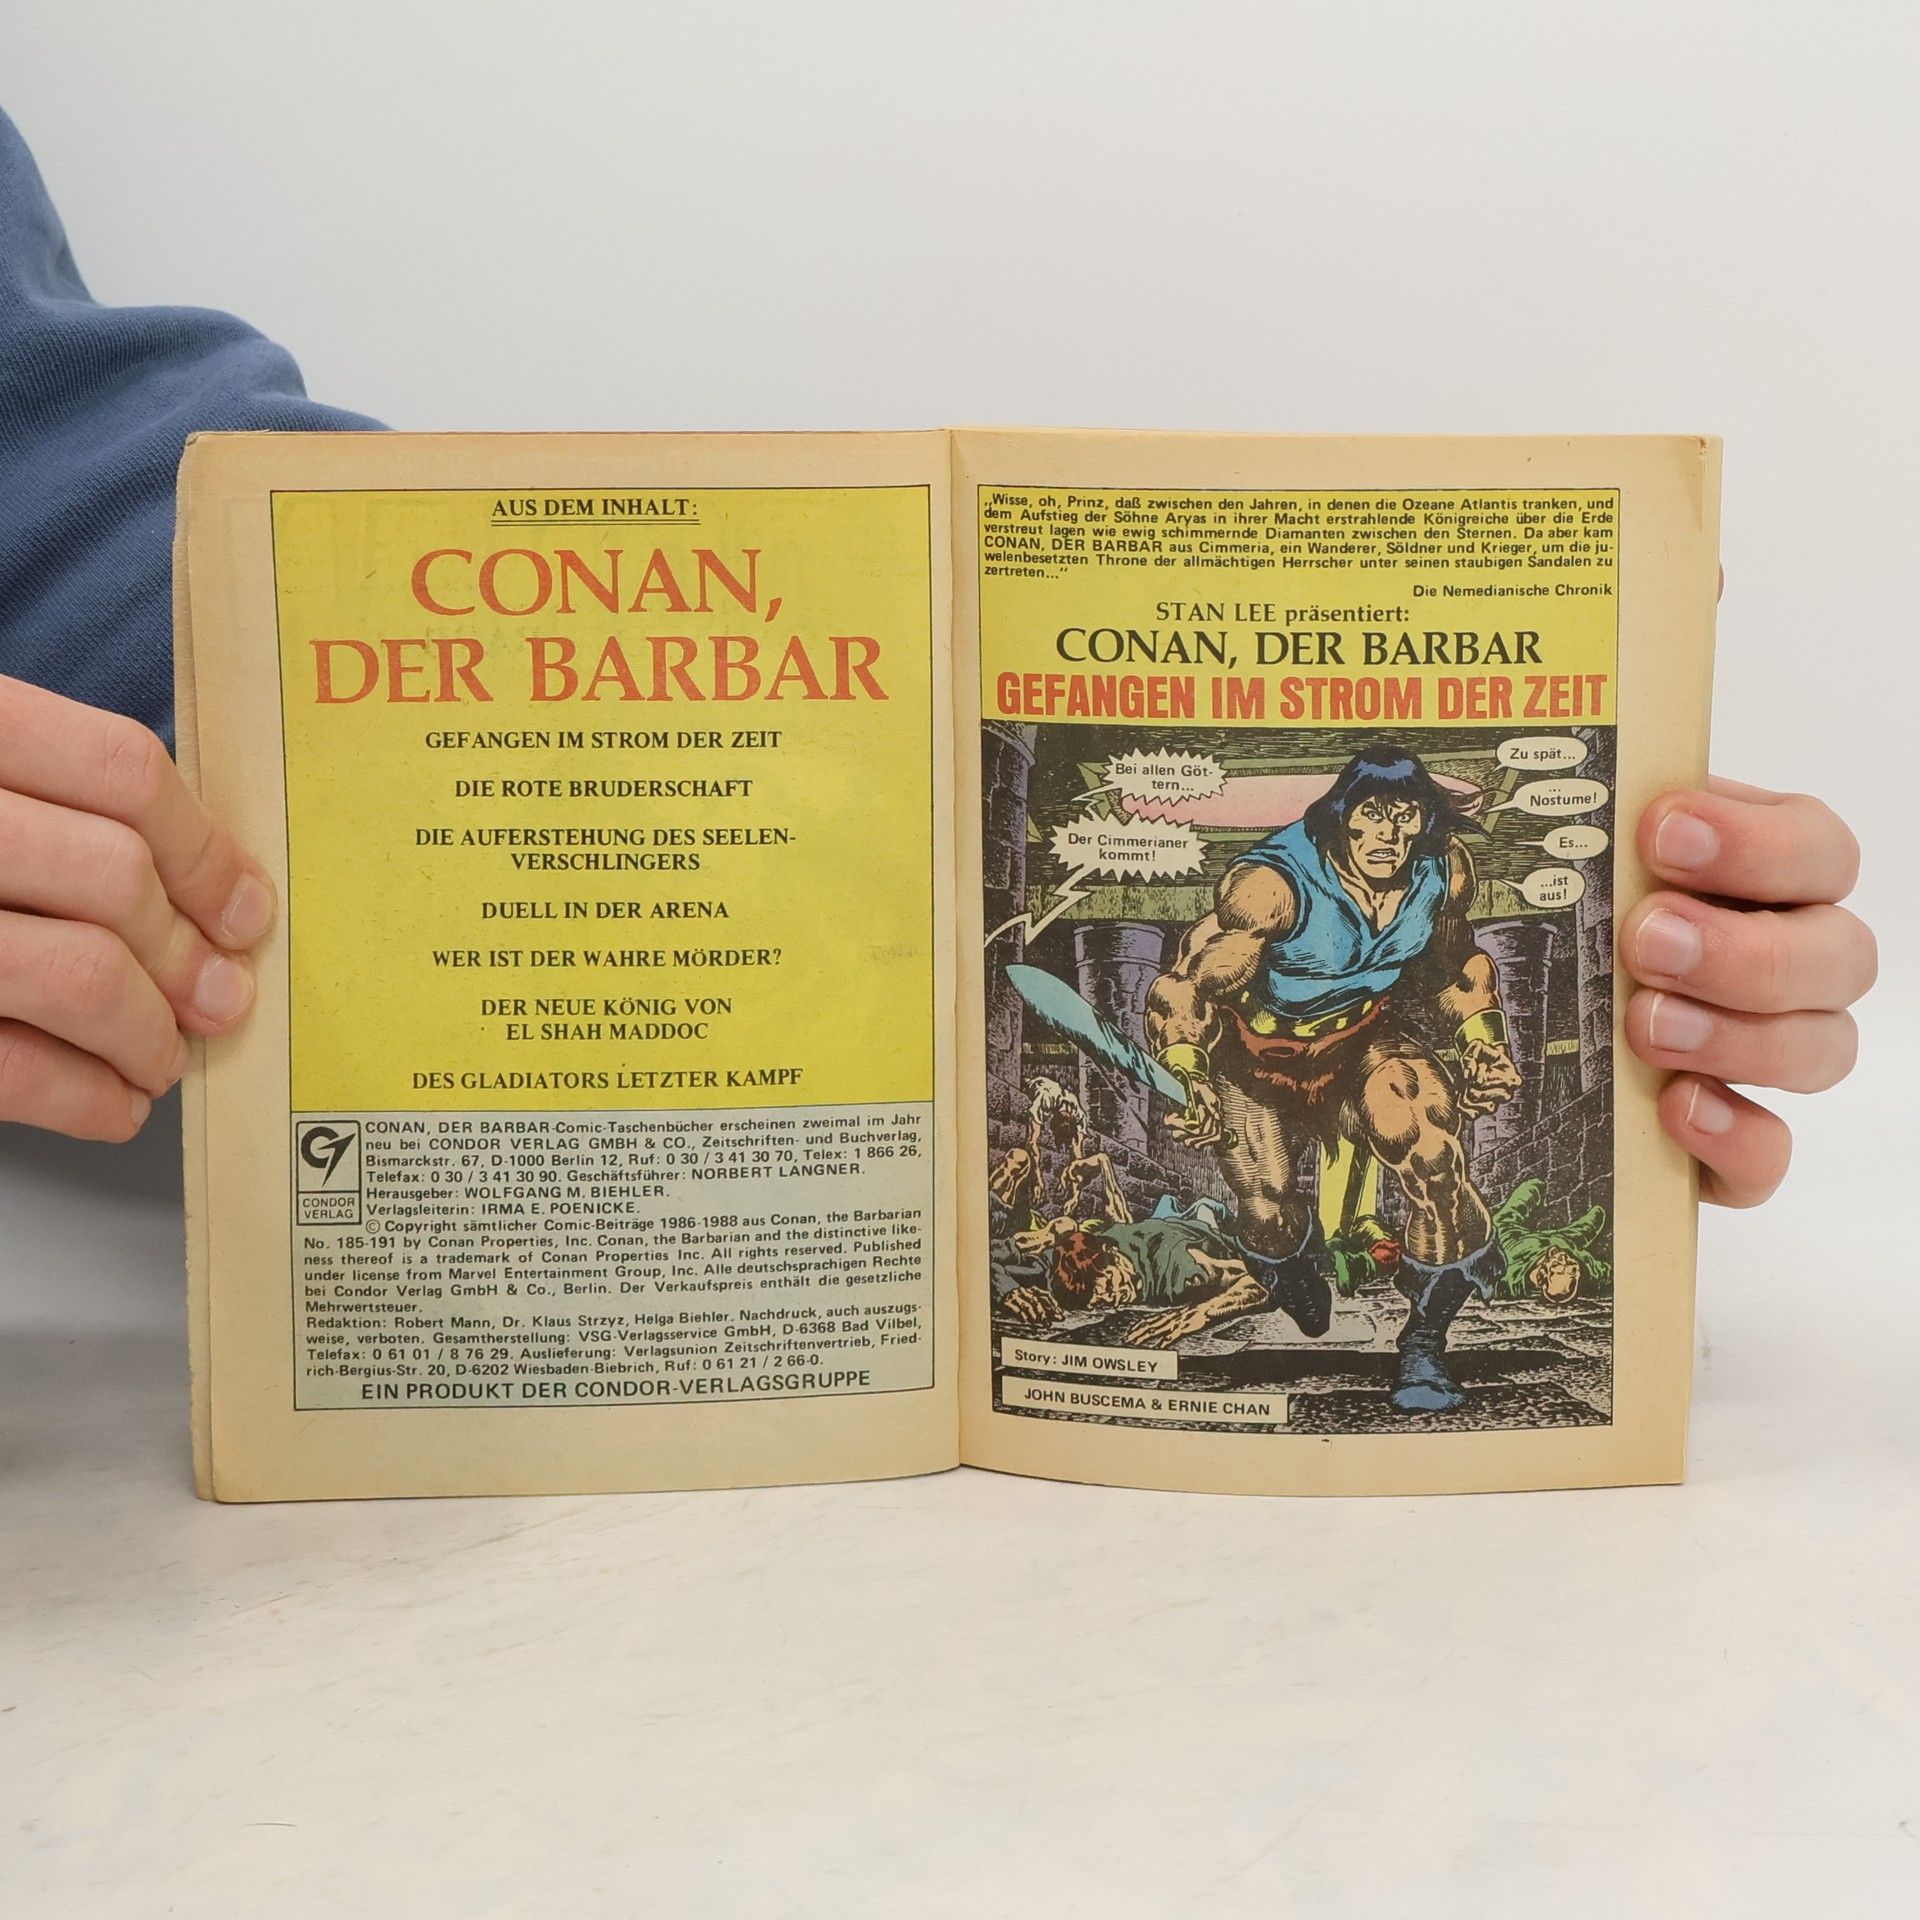 AUS DEM INHALT:
CONAN,
DER BARBAR
GEFANGEN IM STROM DER ZEIT
DIE ROTE BRUDERSCHAFT
DIE AUFERSTEHUNG DES SEELEN-
VERSCHLINGERS
DUELL IN DER ARENA
WER IST DER WAHRE MÖRDER?
DER NEUE KÖNIG VON
EL SHAH MADDOC
DES GLADIATORS LETZTER KAMPF
CONDOR
VERLAG
CONAN, DER BARBAR-Comic-Taschenbücher erscheinen zweimal im Jahr
neu bei CONDOR VERLAG GMBH & CO., Zeitschriften- und Buchverlag,
Bismarckstr. 67, D-1000 Berlin 12, Ruf: 0 30 / 3 41 30 70, Telex: 1 866 26,
Telefax: 0 30 / 3 41 30 90. Geschäftsführer: NORBERT LANGNER.
Herausgeber: WOLFGANG M. BIEHLER.
Verlagsleiterin: IRMA E. POENICKE.
© Copyright sämtlicher Comic-Beiträge 1986-1988 aus Conan, the Barbarian
No. 185-191 by Conan Properties, Inc. Conan, the Barbarian and the distinctive like-
ness thereof is a trademark of Conan Properties Inc. All rights reserved. Published
under license from Marvel Entertainment Group, Inc. Alle deutschsprachigen Rechte
bei Condor Verlag GmbH & Co., Berlin. Der Verkaufspreis enthält die gesetzliche
Mehrwertsteuer.
Redaktion: Robert Mann, Dr. Klaus Strzyz, Helga Biehler. Nachdruck, auch auszugs-
weise, verboten. Gesamtherstellung: VSG-Verlagsservice GmbH, D-6368 Bad Vilbel,
Telefax: 0 61 01 / 8 76 29. Auslieferung: Verlagsunion Zeitschriftenvertrieb, Fried-
rich-Bergius-Str. 20, D-6202 Wiesbaden-Biebrich, Ruf: 0 61 21 / 2 66-0.
EIN PRODUKT DER CONDOR-VERLAGSGRUPPE
„Wisse, oh, Prinz, daß zwischen den Jahren, in denen die Ozeane Atlantis tranken, und
dem Aufstieg der Söhne Aryas in ihrer Macht erstrahlende Königreiche über die Erde
verstreut lagen wie ewig schimmernde Diamanten zwischen den Sternen. Da aber kam
CONAN, DER BARBAR aus Cimmeria, ein Wanderer, Söldner und Krieger, um die ju-
welenbesetzten Throne der allmächtigen Herrscher unter seinen staubigen Sandalen zu
zertreten..."
Die Nemedianische Chronik
STAN LEE präsentiert:
CONAN, DER BARBAR
GEFANGEN IM STROM DER ZEIT
Bei allen Göt-
tern...
Der Cimmerianer
kommt!
Zu spät...
...
Nostume!
Es...
...ist
aus!
Story: JIM OWSLEY
JOHN BUSCEMA & ERNIE CHAN